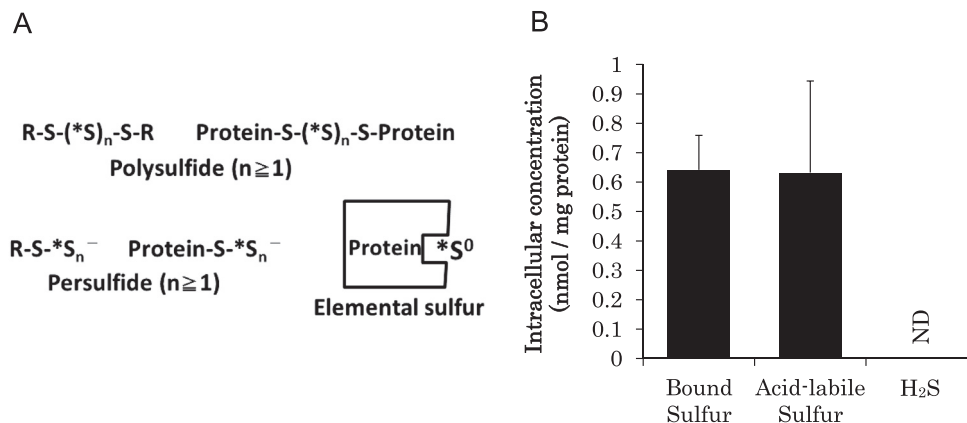 A
R-S-(*S)ₙ-S-R Protein-S-(*S)ₙ-S-Protein
Polysulfide (n≧1)
R-S-*Sₙ⁻ Protein-S-*Sₙ⁻
Persulfide (n≧1)
Protein *S⁰
Elemental sulfur
B
Intracellular concentration
(nmol / mg protein)
1
0.9
0.8
0.7
0.6
0.5
0.4
0.3
0.2
0.1
0
ND
Bound Acid-labile H₂S
Sulfur Sulfur